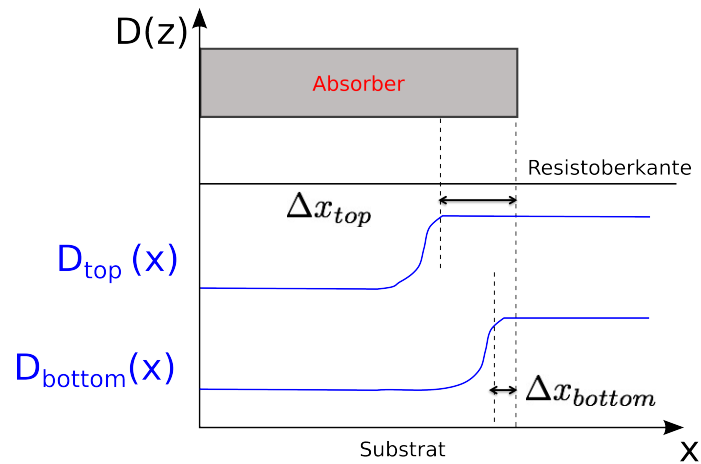 D(z)
Absorber
Resistoberkante
Δx_top
D_top (x)
D_bottom(x)
Δx_bottom
Substrat
x